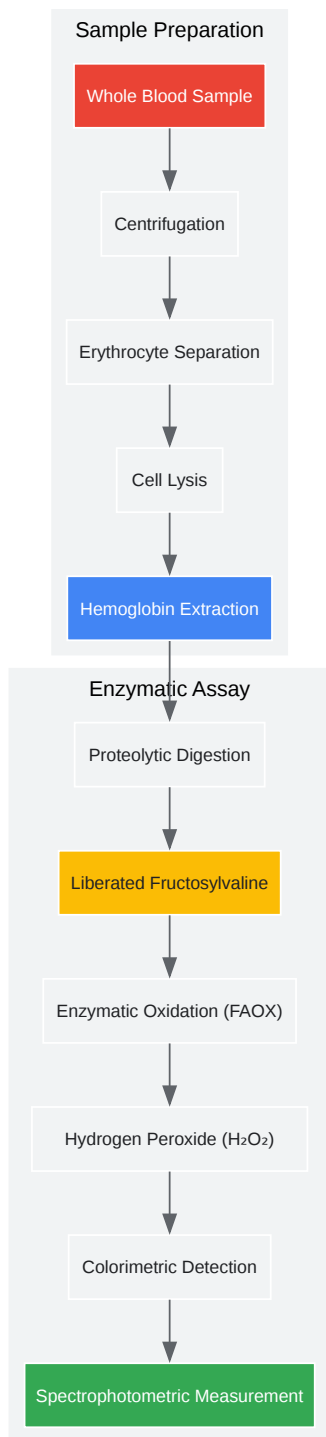 Sample Preparation
Whole Blood Sample
Centrifugation
Erythrocyte Separation
Cell Lysis
Hemoglobin Extraction
Enzymatic Assay
Proteolytic Digestion
Liberated Fructosylvaline
Enzymatic Oxidation (FAOX)
Hydrogen Peroxide (H₂O₂)
Colorimetric Detection
Spectrophotometric Measurement